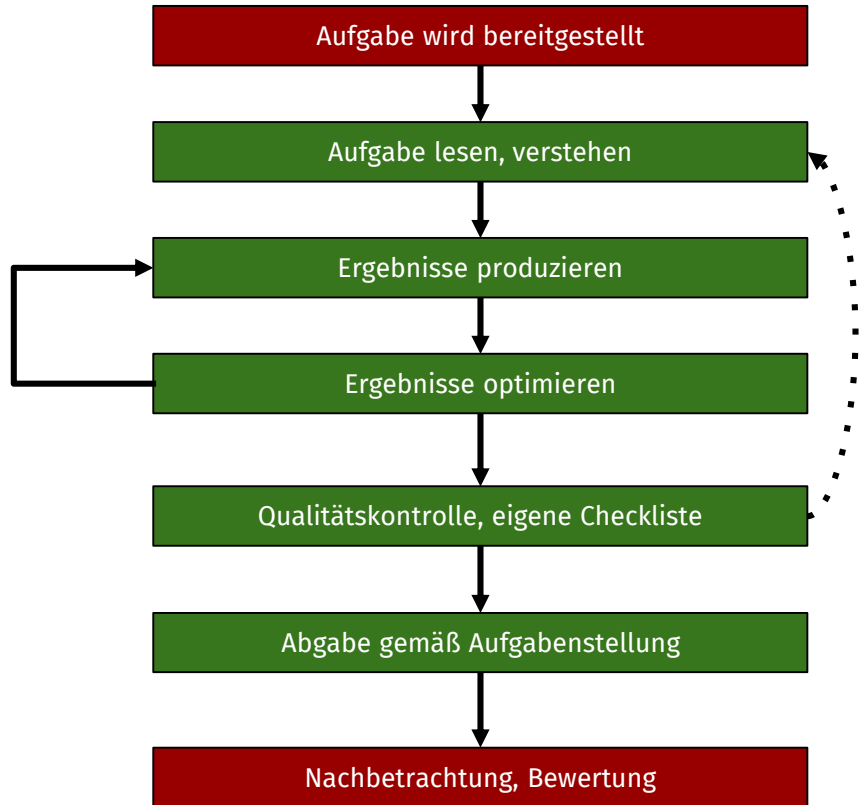 Aufgabe wird bereitgestellt
Aufgabe lesen, verstehen
Ergebnisse produzieren
Ergebnisse optimieren
Qualitätskontrolle, eigene Checkliste
Abgabe gemäß Aufgabenstellung
Nachbetrachtung, Bewertung